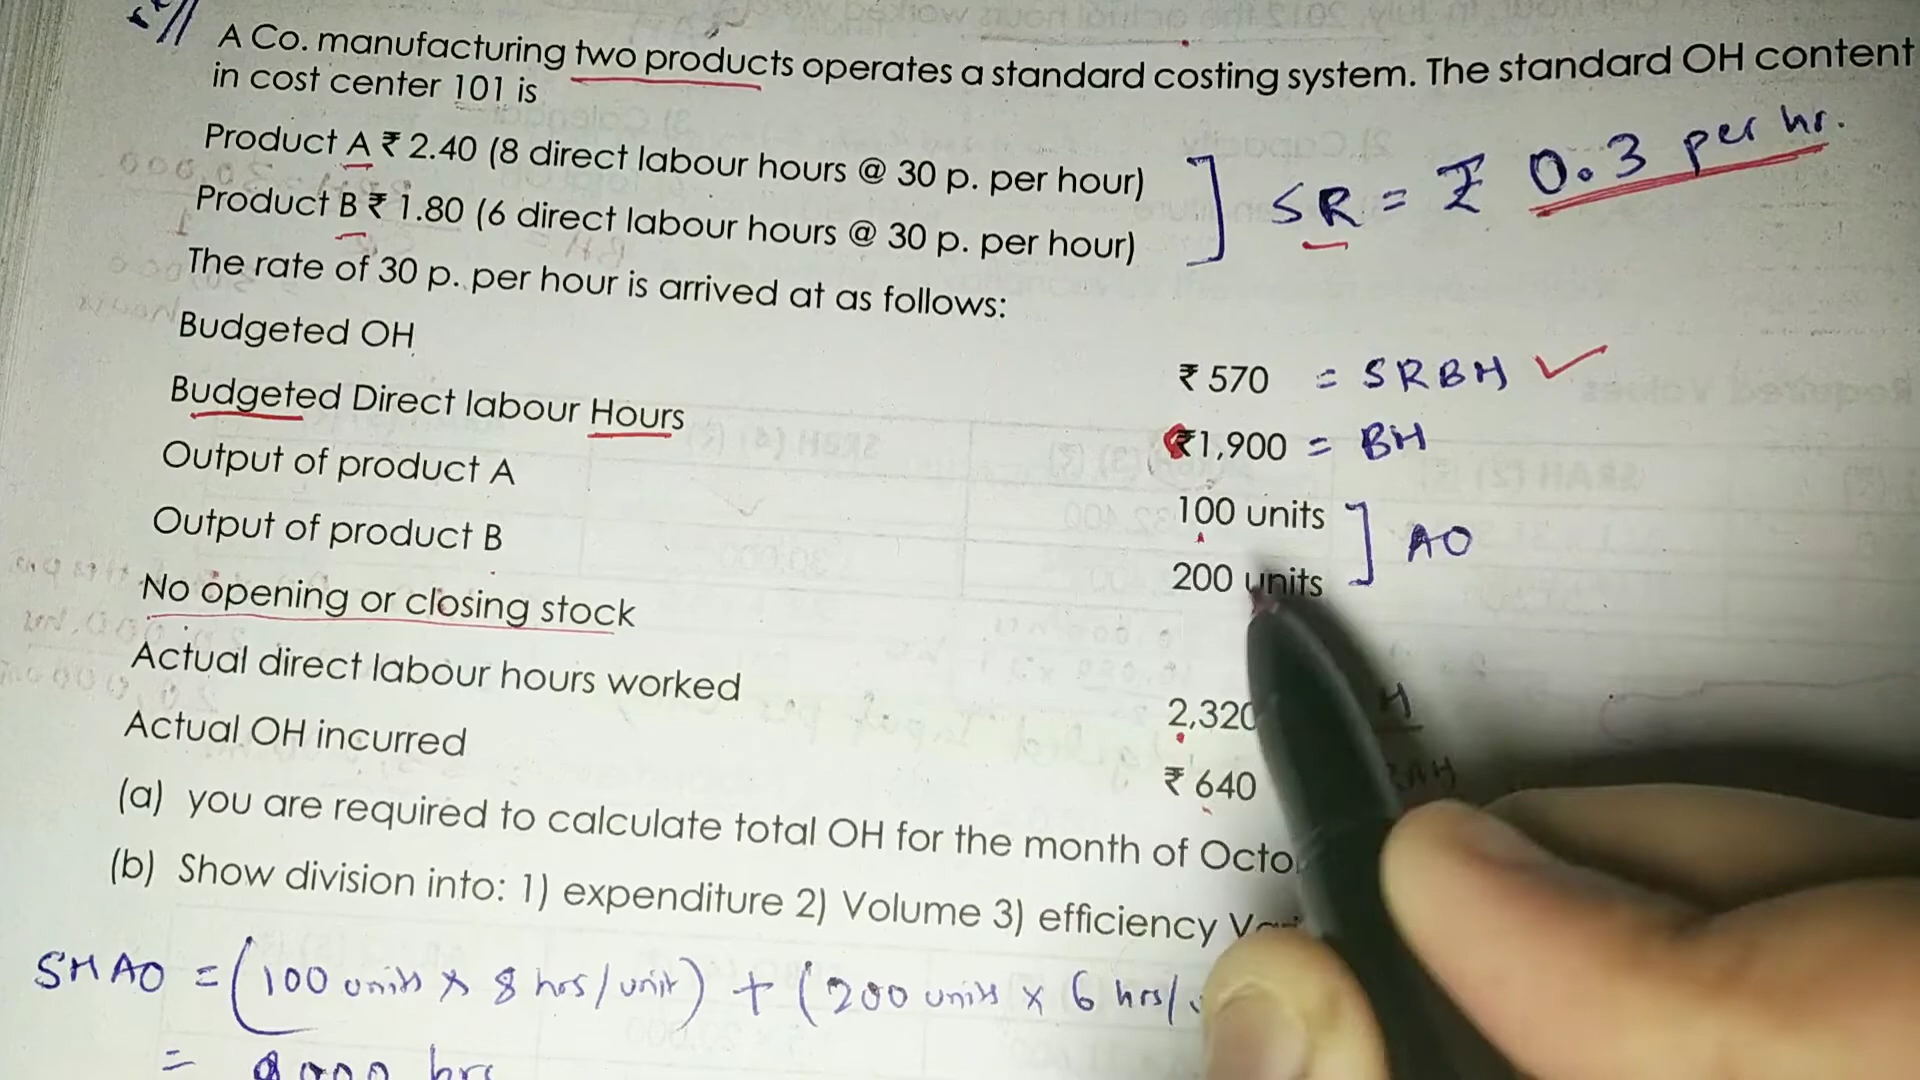 A Co. manufacturing two products operates a standard costing system. The standard OH content
in cost center 101 is
Product A ₹ 2.40 (8 direct labour hours @ 30 p. per hour)
Product B ₹ 1.80 (6 direct labour hours @ 30 p. per hour)
] SR = ₹ 0.3 per hr.
The rate of 30 p. per hour is arrived at as follows:
Budgeted OH ₹ 570 = SRBH ✓
Budgeted Direct labour Hours ₹1,900 = BH
Output of product A 100 units
Output of product B 200 units
] AO
No opening or closing stock
Actual direct labour hours worked 2,320 H
Actual OH incurred ₹ 640
(a) you are required to calculate total OH for the month of Octo
(b) Show division into: 1) expenditure 2) Volume 3) efficiency
SHAO = (100 units x 8 hrs/unit) + (200 units x 6 hrs/
= hrs